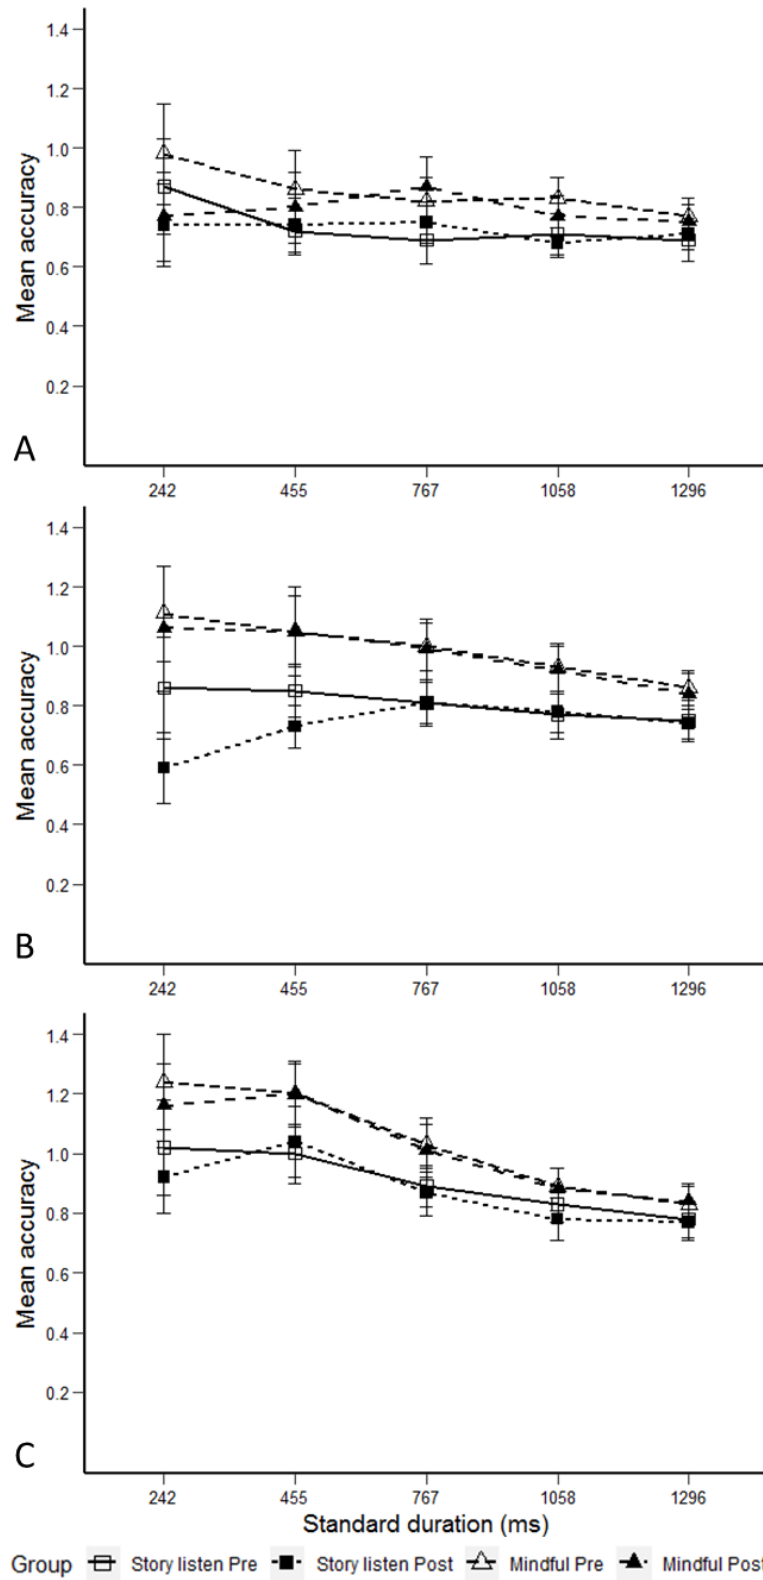 1.4
1.2
1.0
0.8
0.6
0.4
0.2
Mean accuracy
A
242 455 767 1058 1296
1.4
1.2
1.0
0.8
0.6
0.4
0.2
Mean accuracy
B
242 455 767 1058 1296
1.4
1.2
1.0
0.8
0.6
0.4
0.2
Mean accuracy
C
242 455 767 1058 1296
Standard duration (ms)
Group Story listen Pre Story listen Post Mindful Pre Mindful Post